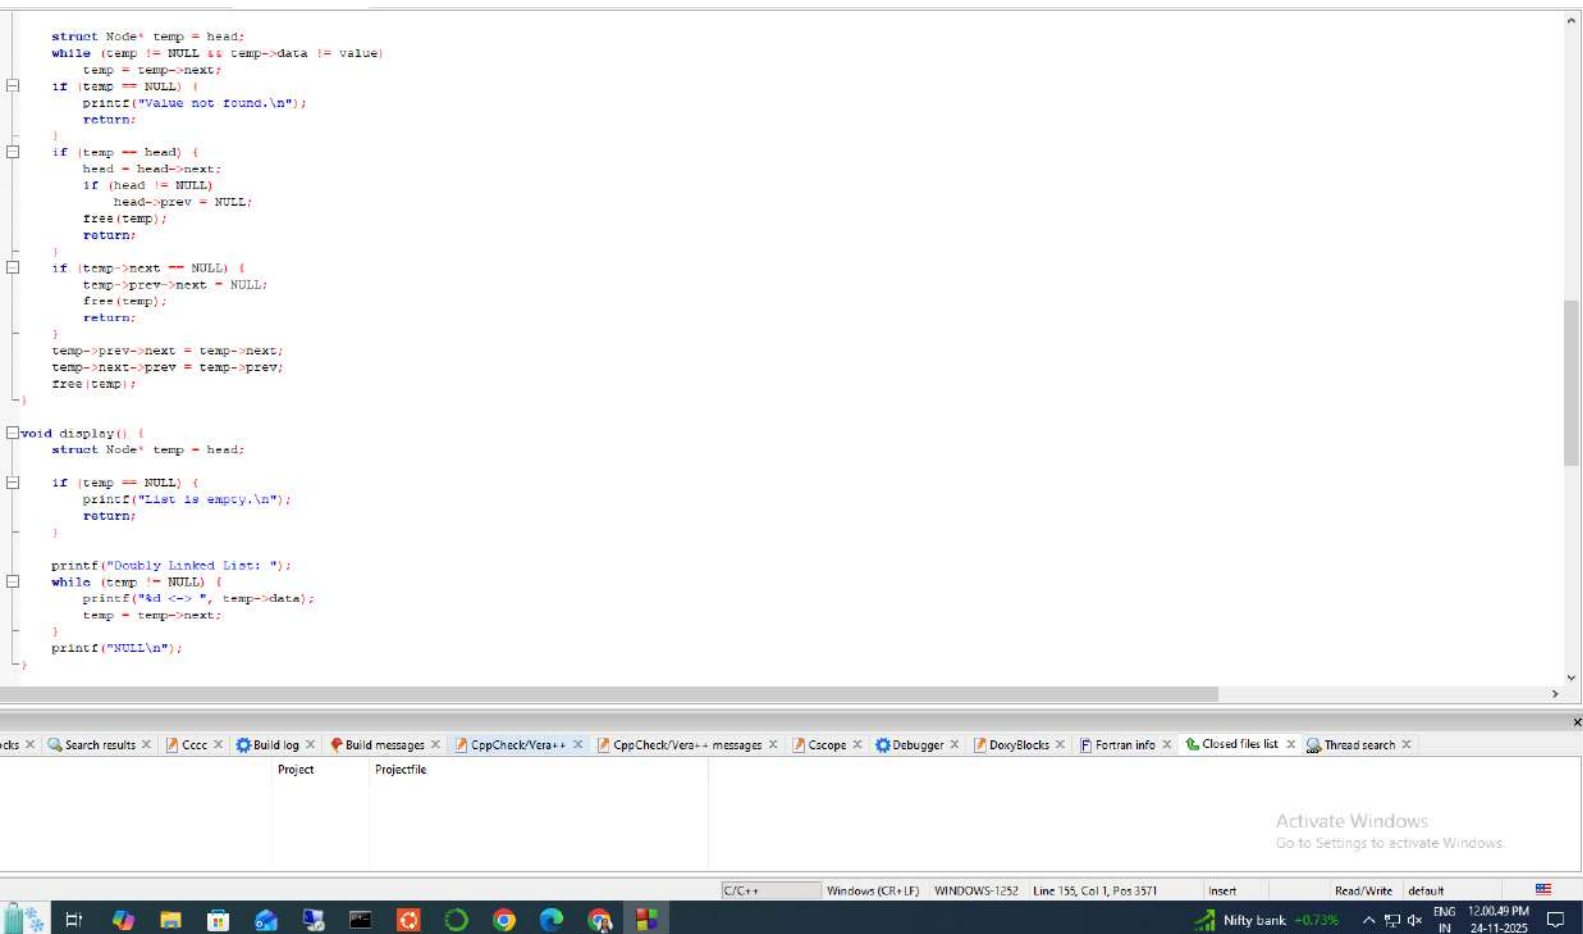 struct Node* temp = head;
while (temp != NULL && temp->data != value)
temp = temp->next;
if (temp == NULL) {
printf("Value not found.\n");
return;
}
if (temp == head) {
head = head->next;
if (head != NULL)
head->prev = NULL;
free(temp);
return;
}
if (temp->next == NULL) {
temp->prev->next = NULL;
free(temp);
return;
}
temp->prev->next = temp->next;
temp->next->prev = temp->prev;
free(temp);
}
void display() {
struct Node* temp = head;
if (temp == NULL) {
printf("List is empty.\n");
return;
}
printf("Doubly Linked List: ");
while (temp != NULL) {
printf("%d <-> ", temp->data);
temp = temp->next;
}
printf("NULL\n");
}
ocks Search results Cccc Build log Build messages CppCheck/Vera++ CppCheck/Vera++ messages Cscope Debugger DoxyBlocks Fortran info Closed files list Thread search
Project Projectfile
Activate Windows
Go to Settings to activate Windows.
C/C++ Windows (CR+LF) WINDOWS-1252 Line 155, Col 1, Pos 3571 Insert Read/Write default
Nifty bank +0.73% ENG IN 12.00.49 PM 24-11-2025